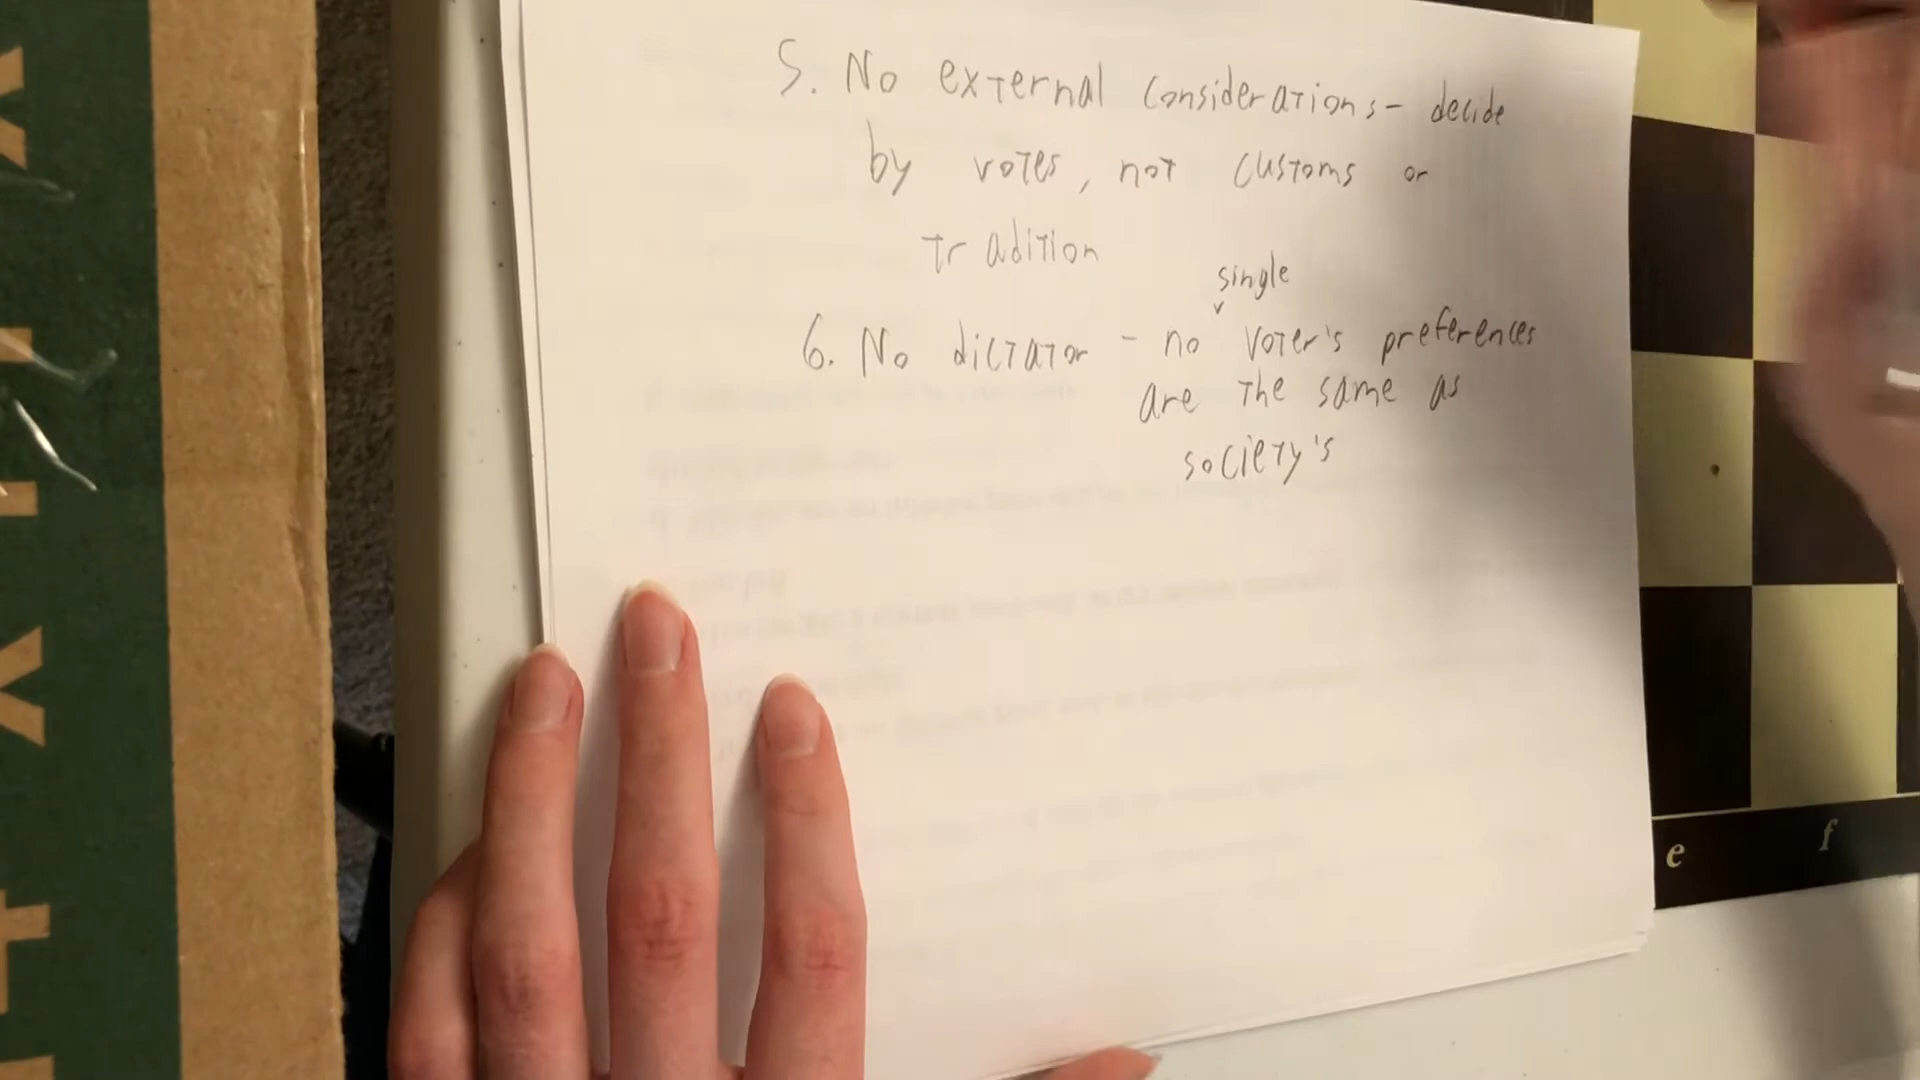 5. No external considerations- decide
by votes, not customs or
tradition
single
6. No dictator - no voter's preferences
are the same as
society's
e f